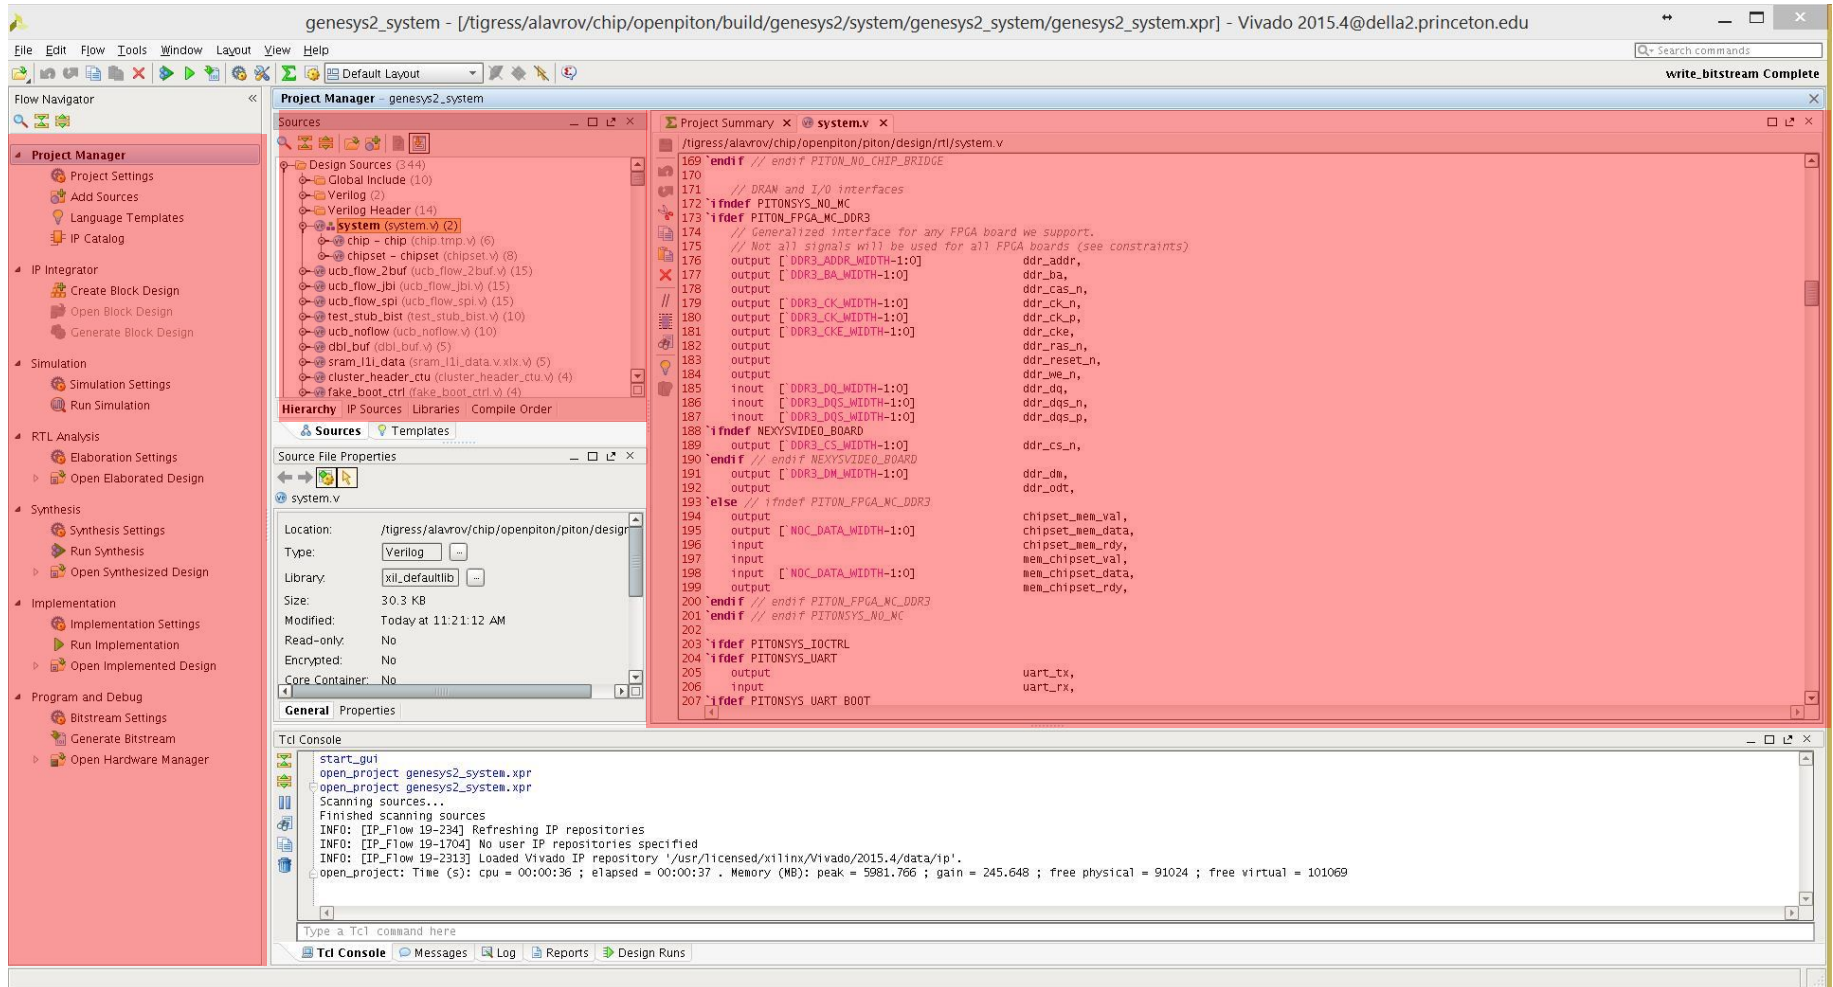 genesys2_system - [/tigress/alavrov/chip/openpiton/build/genesys2/system/genesys2_system/genesys2_system.xpr] - Vivado 2015.4@della2.princeton.edu
File Edit Flow Tools Window Layout View Help
Search commands
Default Layout
write_bitstream Complete
Flow Navigator
Project Manager
Project Settings
Add Sources
Language Templates
IP Catalog
IP Integrator
Create Block Design
Open Block Design
Generate Block Design
Simulation
Simulation Settings
Run Simulation
RTL Analysis
Elaboration Settings
Open Elaborated Design
Synthesis
Synthesis Settings
Run Synthesis
Open Synthesized Design
Implementation
Implementation Settings
Run Implementation
Open Implemented Design
Program and Debug
Bitstream Settings
Generate Bitstream
Open Hardware Manager
Project Manager - genesys2_system
Sources
Design Sources (344)
Global Include (10)
Verilog (2)
Verilog Header (14)
system (system.v) (2)
chip - chip (chip.tmp.v) (6)
chipset - chipset (chipset.v) (8)
ucb_flow_2buf (ucb_flow_2buf.v) (15)
ucb_flow_jbi (ucb_flow_jbi.v) (15)
ucb_flow_spi (ucb_flow_spi.v) (15)
test_stub_bist (test_stub_bist.v) (10)
ucb_noflow (ucb_noflow.v) (10)
dbl_buf (dbl_buf.v) (5)
sram_l1i_data (sram_l1i_data.v.xlx.v) (5)
cluster_header_ctu (cluster_header_ctu.v) (4)
fake_boot_ctrl (fake_boot_ctrl.v) (4)
Hierarchy IP Sources Libraries Compile Order
Sources Templates
Source File Properties
system.v
Location: /tigress/alavrov/chip/openpiton/piton/design
Type: Verilog
Library: xil_defaultlib
Size: 30.3 KB
Modified: Today at 11:21:12 AM
Read-only: No
Encrypted: No
Core Container: No
General Properties
Project Summary system.v
/tigress/alavrov/chip/openpiton/piton/design/rtl/system.v
169 `endif // endif PITON_NO_CHIP_BRIDGE
170
171 // DRAM and I/O interfaces
172 `ifndef PITONSYS_NO_MC
173 `ifdef PITON_FPGA_MC_DDR3
174 // Generalized interface for any FPGA board we support.
175 // Not all signals will be used for all FPGA boards (see constraints)
176 output [`DDR3_ADDR_WIDTH-1:0] ddr_addr,
177 output [`DDR3_BA_WIDTH-1:0] ddr_ba,
178 output ddr_cas_n,
179 output [`DDR3_CK_WIDTH-1:0] ddr_ck_n,
180 output [`DDR3_CK_WIDTH-1:0] ddr_ck_p,
181 output [`DDR3_CKE_WIDTH-1:0] ddr_cke,
182 output ddr_ras_n,
183 output ddr_reset_n,
184 output ddr_we_n,
185 inout [`DDR3_DQ_WIDTH-1:0] ddr_dq,
186 inout [`DDR3_DQS_WIDTH-1:0] ddr_dqs_n,
187 inout [`DDR3_DQS_WIDTH-1:0] ddr_dqs_p,
188 `ifndef NEXYSVIDEO_BOARD
189 output [`DDR3_CS_WIDTH-1:0] ddr_cs_n,
190 `endif // endif NEXYSVIDEO_BOARD
191 output [`DDR3_DM_WIDTH-1:0] ddr_dm,
192 output ddr_odt,
193 `else // ifndef PITON_FPGA_MC_DDR3
194 output chipset_mem_val,
195 output [`NOC_DATA_WIDTH-1:0] chipset_mem_data,
196 input chipset_mem_rdy,
197 input mem_chipset_val,
198 input [`NOC_DATA_WIDTH-1:0] mem_chipset_data,
199 output mem_chipset_rdy,
200 `endif // endif PITON_FPGA_MC_DDR3
201 `endif // endif PITONSYS_NO_MC
202
203 `ifdef PITONSYS_IOCTRL
204 `ifdef PITONSYS_UART
205 output uart_tx,
206 input uart_rx,
207 `ifdef PITONSYS_UART_BOOT
Tcl Console
start_gui
open_project genesys2_system.xpr
open_project genesys2_system.xpr
Scanning sources...
Finished scanning sources
INFO: [IP_Flow 19-234] Refreshing IP repositories
INFO: [IP_Flow 19-1704] No user IP repositories specified
INFO: [IP_Flow 19-2313] Loaded Vivado IP repository '/usr/licensed/xilinx/Vivado/2015.4/data/ip'.
open_project: Time (s): cpu = 00:00:36 ; elapsed = 00:00:37 . Memory (MB): peak = 5981.766 ; gain = 245.648 ; free physical = 91024 ; free virtual = 101069
Type a Tcl command here
Tcl Console Messages Log Reports Design Runs